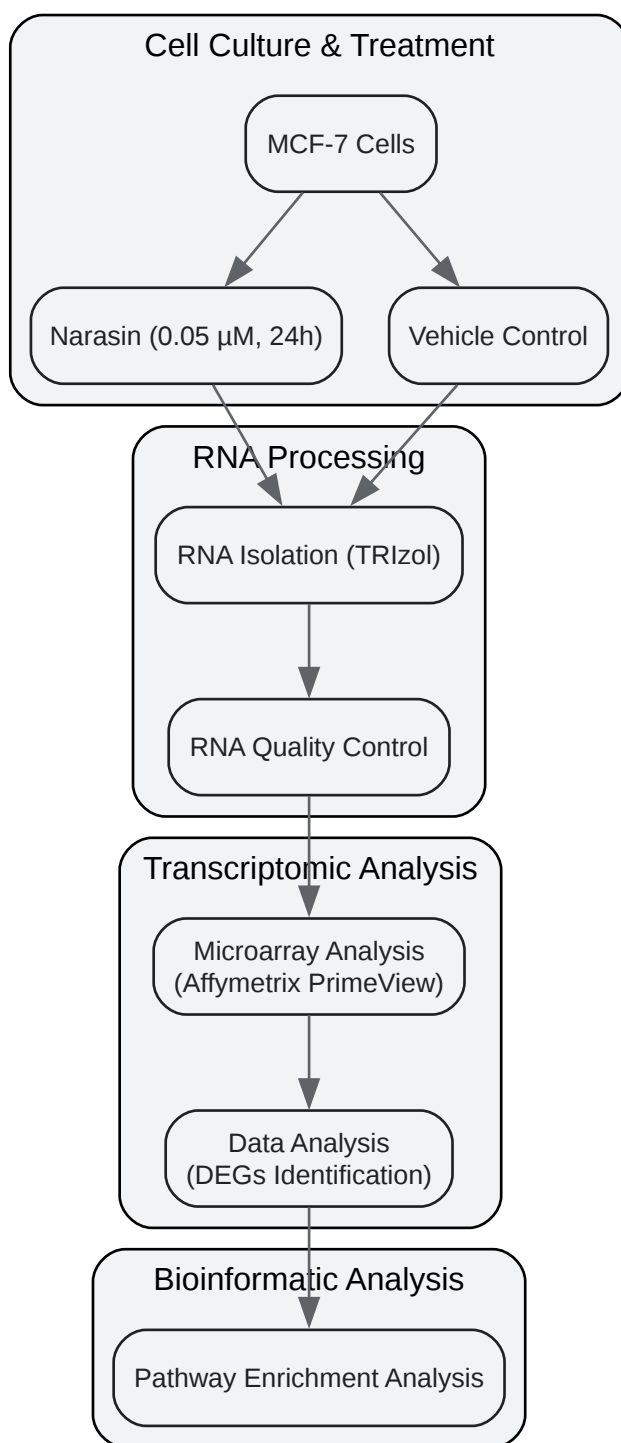 Cell Culture & Treatment
MCF-7 Cells
Narasin (0.05 µM, 24h)
Vehicle Control
RNA Processing
RNA Isolation (TRIzol)
RNA Quality Control
Transcriptomic Analysis
Microarray Analysis
(Affymetrix PrimeView)
Data Analysis
(DEGs Identification)
Bioinformatic Analysis
Pathway Enrichment Analysis